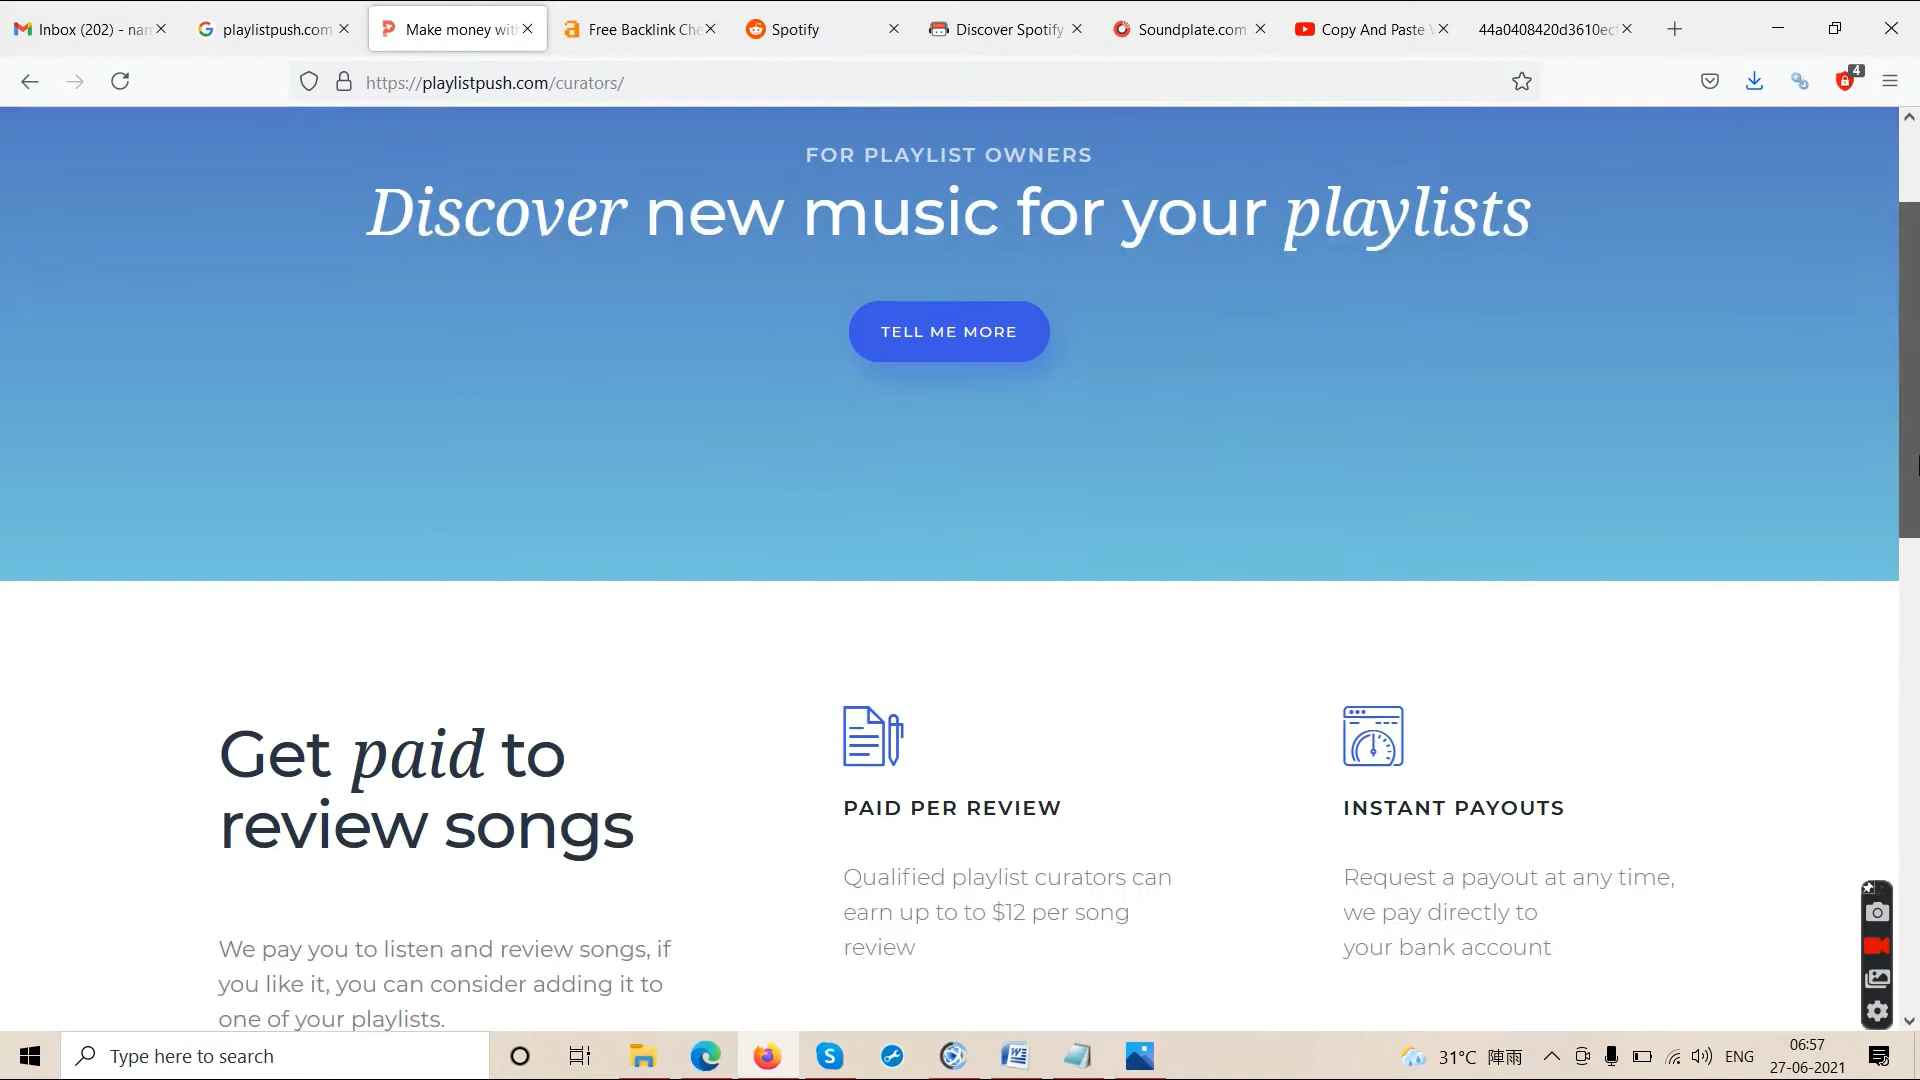 Inbox (202) - nam
playlistpush.com
Make money wit
Free Backlink Che
Spotify
Discover Spotify
Soundplate.com
Copy And Paste V
44a0408420d3610ec
https://playlistpush.com/curators/
4
FOR PLAYLIST OWNERS
Discover new music for your playlists
TELL ME MORE
Get paid to
review songs
We pay you to listen and review songs, if
you like it, you can consider adding it to
one of your playlists.
PAID PER REVIEW
Qualified playlist curators can
earn up to to $12 per song
review
INSTANT PAYOUTS
Request a payout at any time,
we pay directly to
your bank account
Type here to search
31°C 陣雨
ENG
06:57
27-06-2021